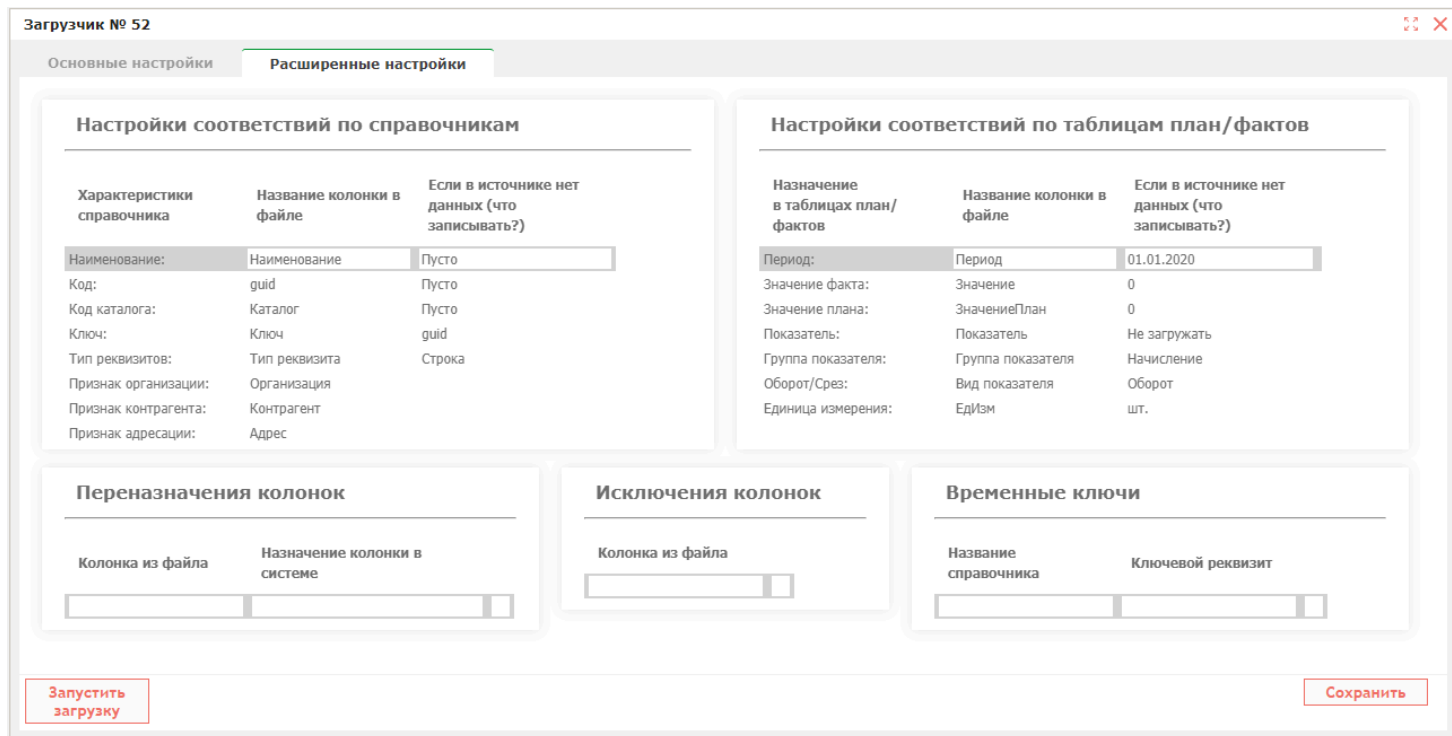 Загрузчик № 52
Основные настройки
Расширенные настройки
Настройки соответствий по справочникам
Характеристики
справочника
Название колонки в
файле
Если в источнике нет
данных (что
записывать?)
Наименование: Наименование Пусто
Код: guid Пусто
Код каталога: Каталог Пусто
Ключ: Ключ guid
Тип реквизитов: Тип реквизита Строка
Признак организации: Организация
Признак контрагента: Контрагент
Признак адресации: Адрес
Настройки соответствий по таблицам план/фактов
Назначение
в таблицах план/
фактов
Название колонки в
файле
Если в источнике нет
данных (что
записывать?)
Период: Период 01.01.2020
Значение факта: Значение 0
Значение плана: ЗначениеПлан 0
Показатель: Показатель Не загружать
Группа показателя: Группа показателя Начисление
Оборот/Срез: Вид показателя Оборот
Единица измерения: ЕдИзм шт.
Переназначения колонок
Колонка из файла
Назначение колонки в
системе
Исключения колонок
Колонка из файла
Временные ключи
Название
справочника
Ключевой реквизит
Запустить
загрузку
Сохранить